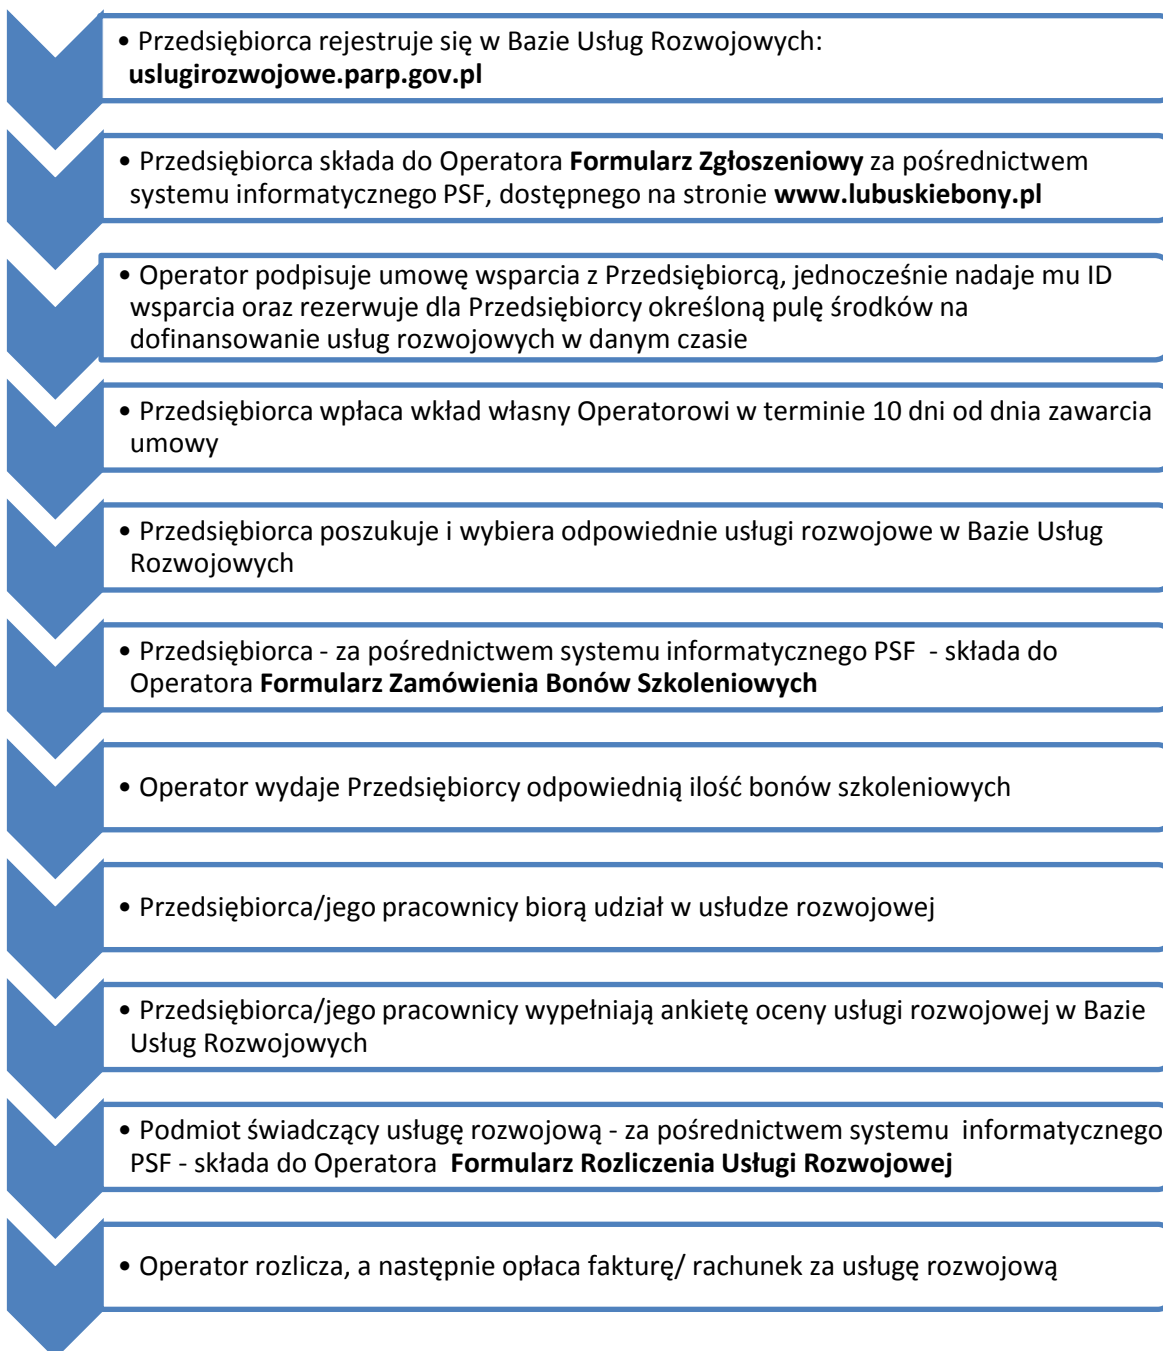 • Przedsiębiorca rejestruje się w Bazie Usług Rozwojowych:
uslugirozwojowe.parp.gov.pl
• Przedsiębiorca składa do Operatora Formularz Zgłoszeniowy za pośrednictwem
systemu informatycznego PSF, dostępnego na stronie www.lubuskiebony.pl
• Operator podpisuje umowę wsparcia z Przedsiębiorcą, jednocześnie nadaje mu ID
wsparcia oraz rezerwuje dla Przedsiębiorcy określoną pulę środków na
dofinansowanie usług rozwojowych w danym czasie
• Przedsiębiorca wpłaca wkład własny Operatorowi w terminie 10 dni od dnia zawarcia
umowy
• Przedsiębiorca poszukuje i wybiera odpowiednie usługi rozwojowe w Bazie Usług
Rozwojowych
• Przedsiębiorca - za pośrednictwem systemu informatycznego PSF - składa do
Operatora Formularz Zamówienia Bonów Szkoleniowych
• Operator wydaje Przedsiębiorcy odpowiednią ilość bonów szkoleniowych
• Przedsiębiorca/jego pracownicy biorą udział w usłudze rozwojowej
• Przedsiębiorca/jego pracownicy wypełniają ankietę oceny usługi rozwojowej w Bazie
Usług Rozwojowych
• Podmiot świadczący usługę rozwojową - za pośrednictwem systemu informatycznego
PSF - składa do Operatora Formularz Rozliczenia Usługi Rozwojowej
• Operator rozlicza, a następnie opłaca fakturę/ rachunek za usługę rozwojową